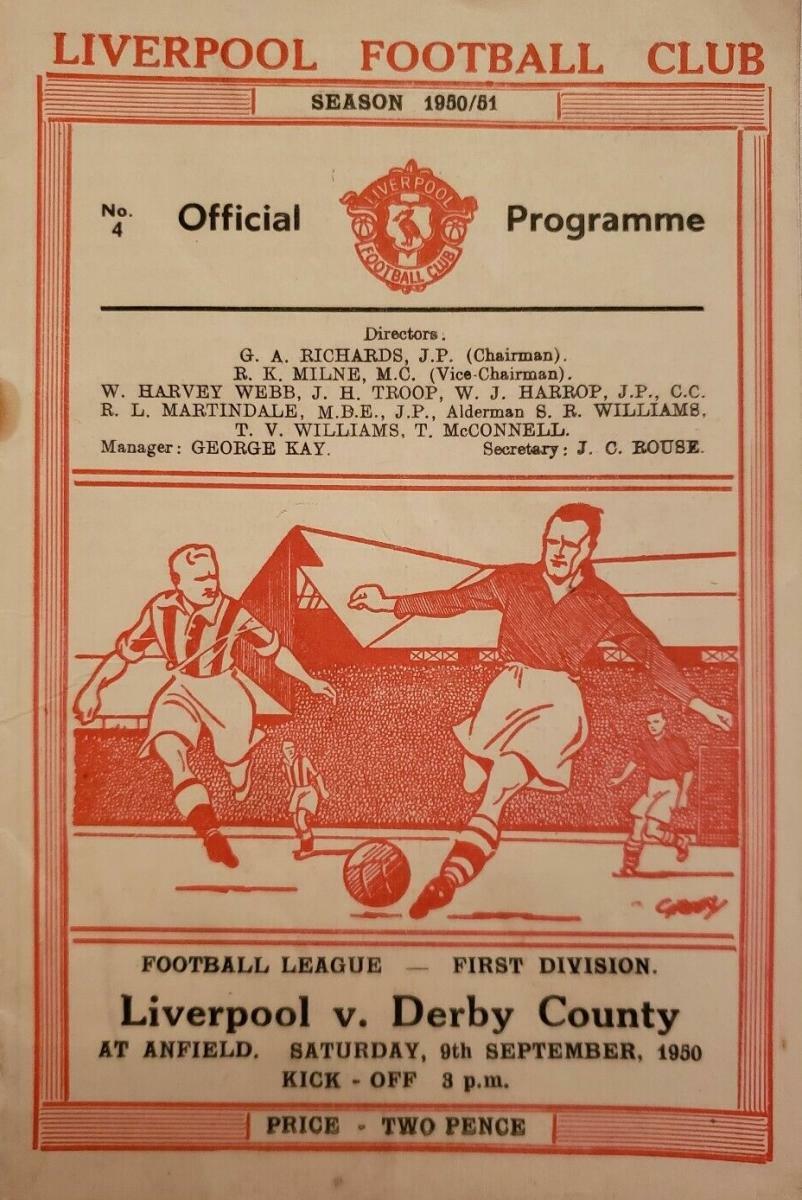 LIVERPOOL FOOTBALL CLUB
SEASON 1950/51
No. 4
Official Programme
LIVERPOOL
FOOTBALL CLUB
Directors:
G. A. RICHARDS, J.P. (Chairman).
R. K. MILNE, M.C. (Vice-Chairman).
W. HARVEY WEBB, J. H. TROOP, W. J. HARROP, J.P., C.C.
R. L. MARTINDALE, M.B.E., J.P., Alderman S. R. WILLIAMS,
T. V. WILLIAMS, T. McCONNELL.
Manager: GEORGE KAY. Secretary: J. C. ROUSE.
FOOTBALL LEAGUE — FIRST DIVISION.
Liverpool v. Derby County
AT ANFIELD. SATURDAY, 9th SEPTEMBER, 1950
KICK - OFF 3 p.m.
PRICE - TWO PENCE